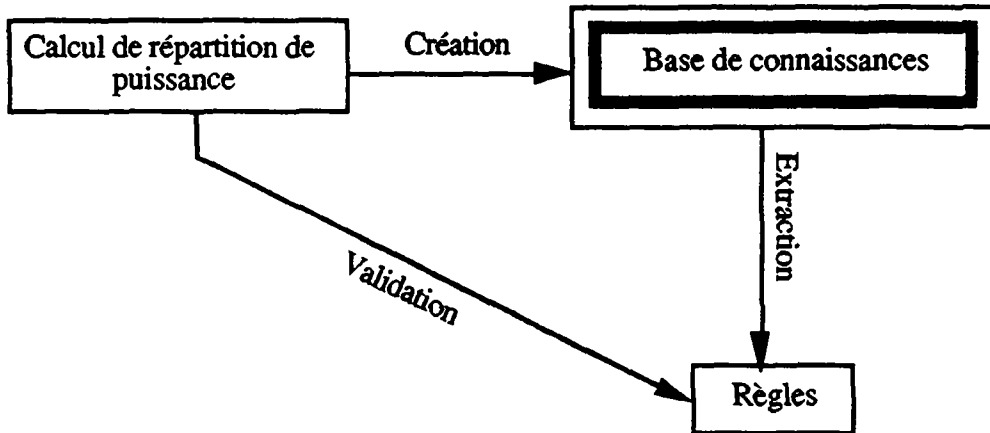 Calcul de répartition de
puissance
Création
Base de connaissances
Extraction
Validation
Règles